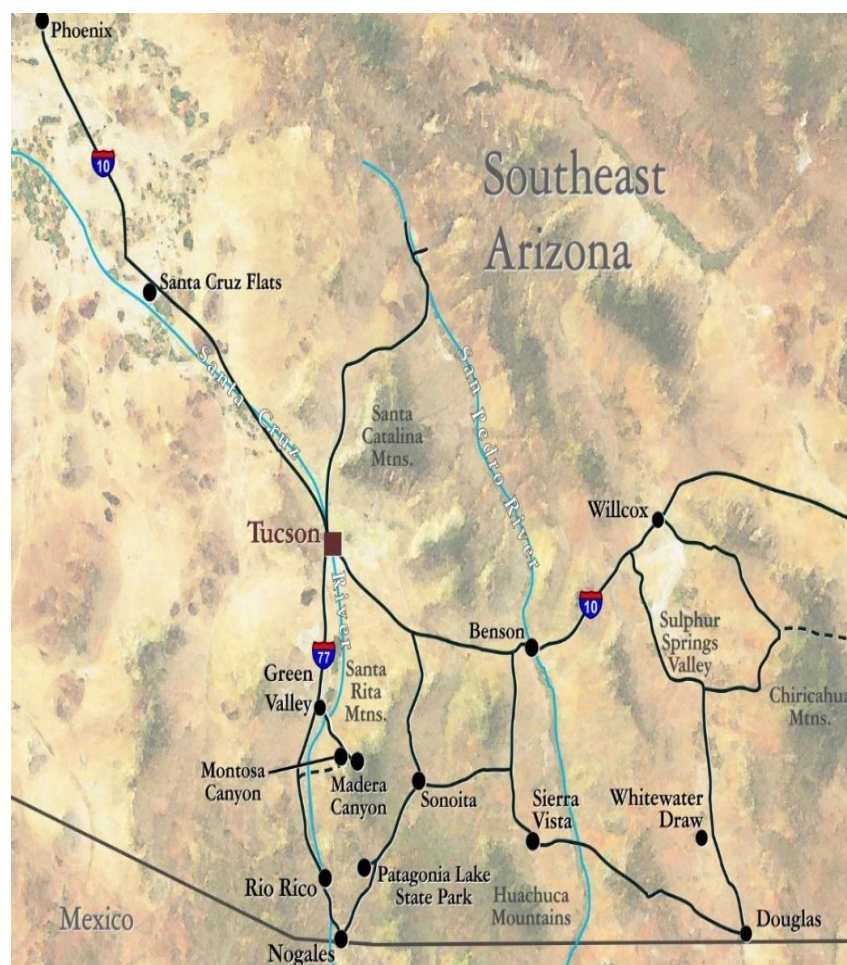 Phoenix
10
Southeast
Arizona
Santa Cruz Flats
Santa Cruz
River
San Pedro River
Santa
Catalina
Mtns.
Tucson
Willcox
10
Benson
Sulphur
Springs
Valley
77
Green
Valley
Santa
Rita
Mtns.
Chiricahua
Mtns.
Montosa
Canyon
Madera
Canyon
Sonoita
Sierra
Vista
Whitewater
Draw
Rio Rico
Patagonia Lake
State Park
Huachuca
Mountains
Mexico
Nogales
Douglas